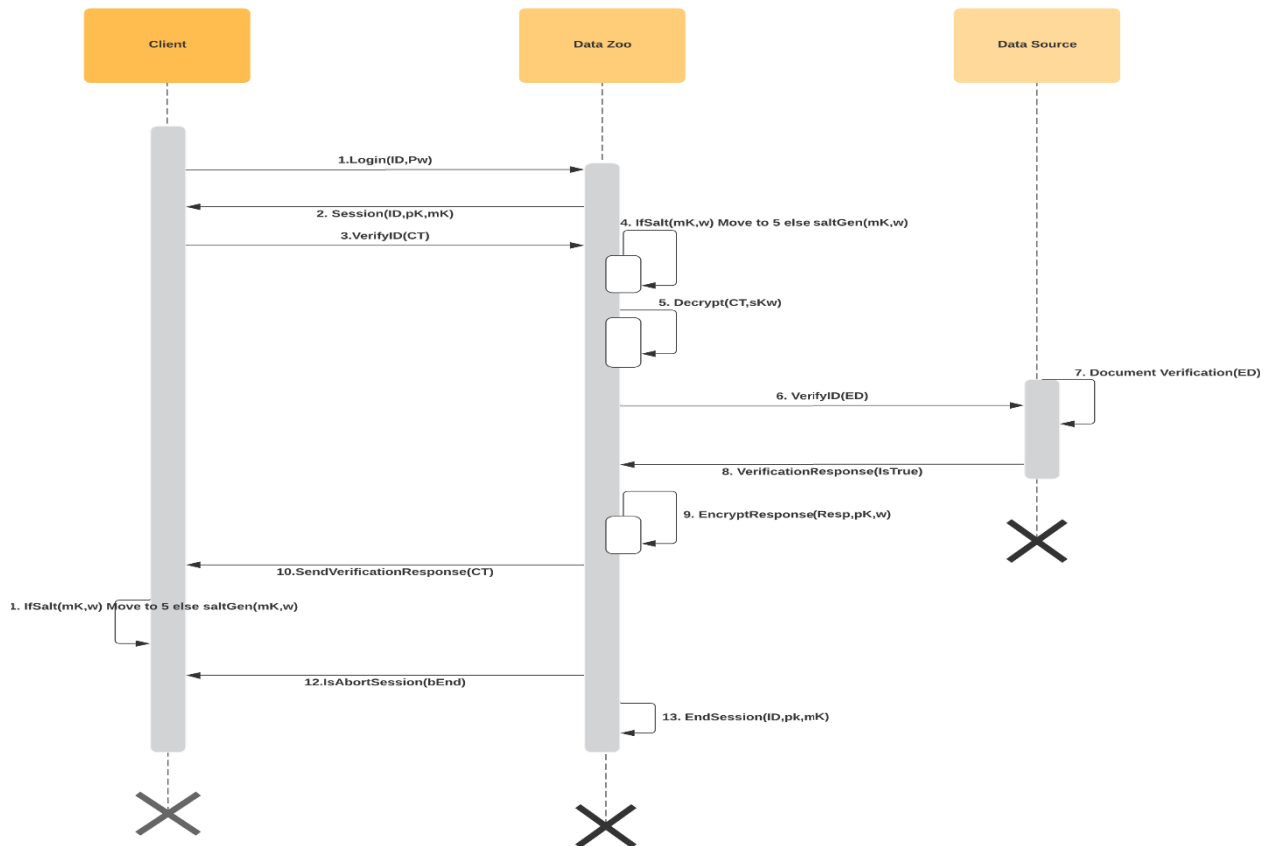 Client
Data Zoo
Data Source
1.Login(ID,Pw)
2. Session(ID,pK,mK)
3.VerifyID(CT)
4. IfSalt(mK,w) Move to 5 else saltGen(mK,w)
5. Decrypt(CT,sKw)
6. VerifyID(ED)
7. Document Verification(ED)
8. VerificationResponse(IsTrue)
9. EncryptResponse(Resp,pK,w)
10.SendVerificationResponse(CT)
1. IfSalt(mK,w) Move to 5 else saltGen(mK,w)
12.IsAbortSession(bEnd)
13. EndSession(ID,pk,mK)